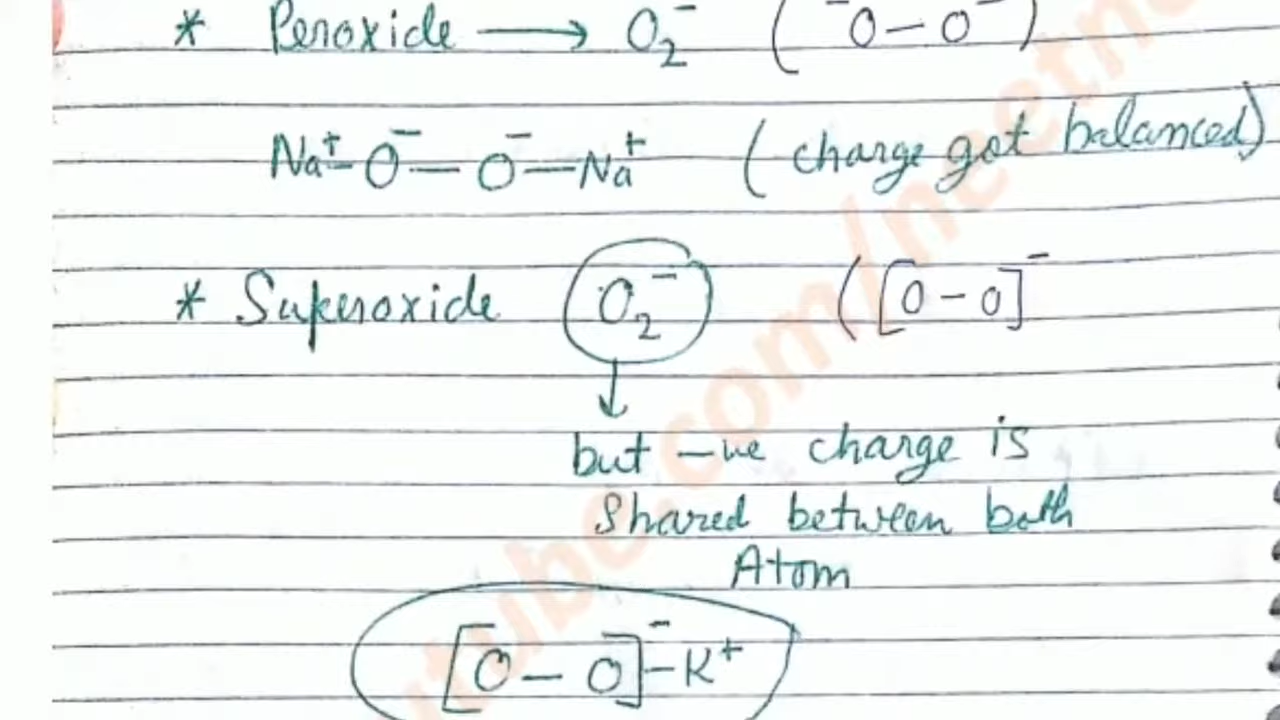 * Peroxide ⟶ O₂⁻ (⁻O–O⁻)
Na⁺–O⁻–O⁻–Na⁺ (charge got balanced)
* Superoxide O₂⁻ ([O–O]⁻
↓
but –ve charge is
Shared between both
Atom
[O–O]⁻–K⁺